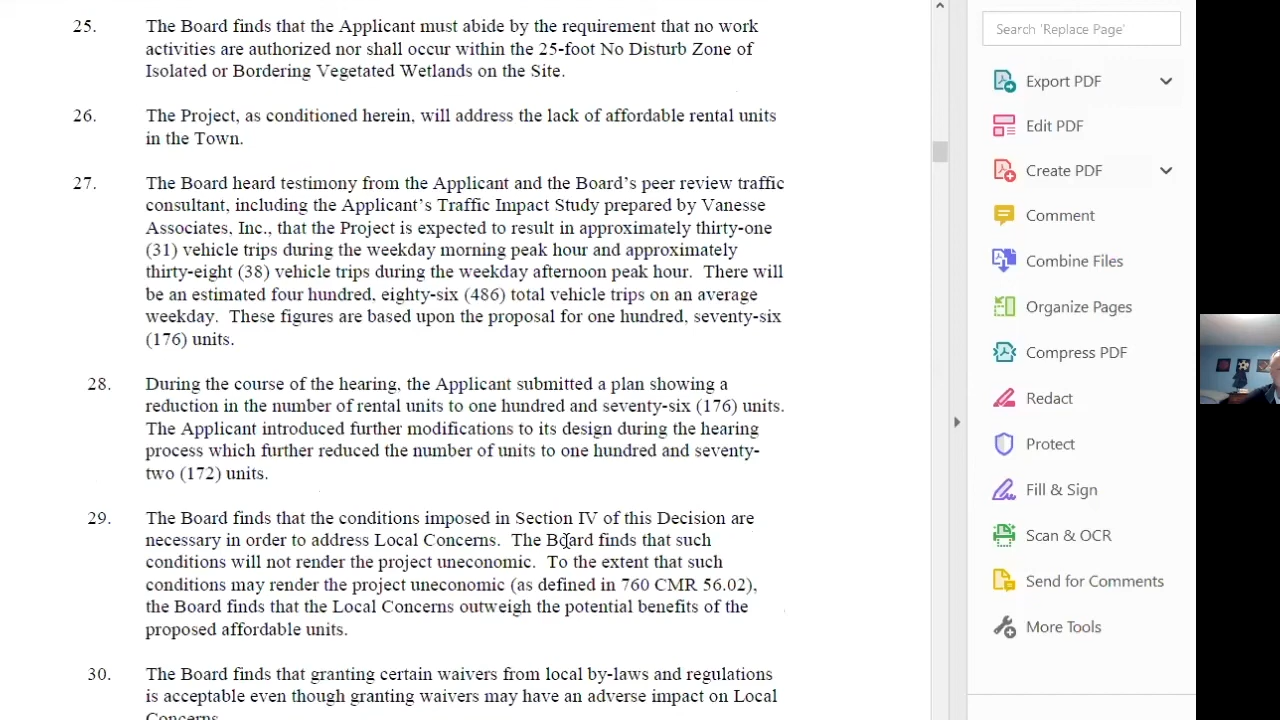 25. The Board finds that the Applicant must abide by the requirement that no work
activities are authorized nor shall occur within the 25-foot No Disturb Zone of
Isolated or Bordering Vegetated Wetlands on the Site.
26. The Project, as conditioned herein, will address the lack of affordable rental units
in the Town.
27. The Board heard testimony from the Applicant and the Board's peer review traffic
consultant, including the Applicant's Traffic Impact Study prepared by Vanesse
Associates, Inc., that the Project is expected to result in approximately thirty-one
(31) vehicle trips during the weekday morning peak hour and approximately
thirty-eight (38) vehicle trips during the weekday afternoon peak hour. There will
be an estimated four hundred, eighty-six (486) total vehicle trips on an average
weekday. These figures are based upon the proposal for one hundred, seventy-six
(176) units.
28. During the course of the hearing, the Applicant submitted a plan showing a
reduction in the number of rental units to one hundred and seventy-six (176) units.
The Applicant introduced further modifications to its design during the hearing
process which further reduced the number of units to one hundred and seventy-
two (172) units.
29. The Board finds that the conditions imposed in Section IV of this Decision are
necessary in order to address Local Concerns. The Board finds that such
conditions will not render the project uneconomic. To the extent that such
conditions may render the project uneconomic (as defined in 760 CMR 56.02),
the Board finds that the Local Concerns outweigh the potential benefits of the
proposed affordable units.
30. The Board finds that granting certain waivers from local by-laws and regulations
is acceptable even though granting waivers may have an adverse impact on Local
Concerns.
Search 'Replace Page'
Export PDF
Edit PDF
Create PDF
Comment
Combine Files
Organize Pages
Compress PDF
Redact
Protect
Fill & Sign
Scan & OCR
Send for Comments
More Tools